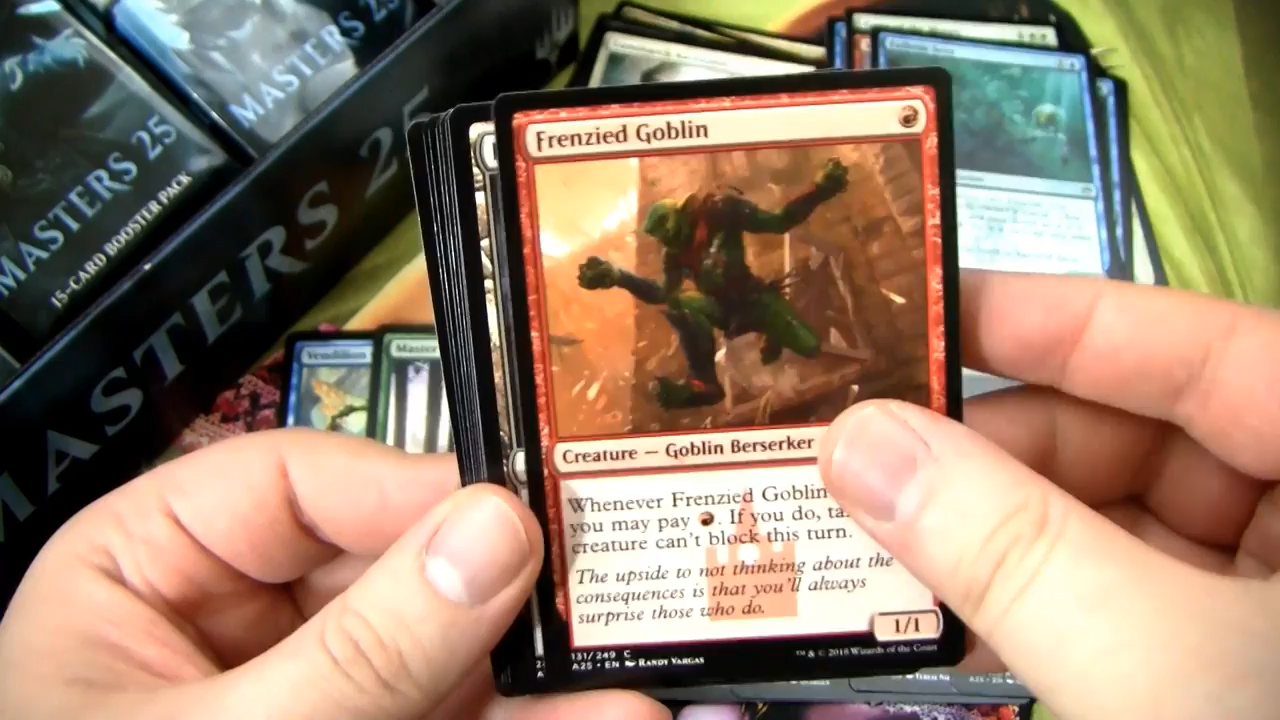 MASTERS 25
MASTERS 25
15-CARD BOOSTER PACK
MASTERS 25
Vendilion
Master
Frenzied Goblin
Creature — Goblin Berserker
Whenever Frenzied Goblin
you may pay . If you do, ta
creature can't block this turn.
The upside to not thinking about the
consequences is that you'll always
surprise those who do.
1/1
131/249 C
A25 • EN RANDY VARGAS
™ & © 2018 Wizards of the Coast